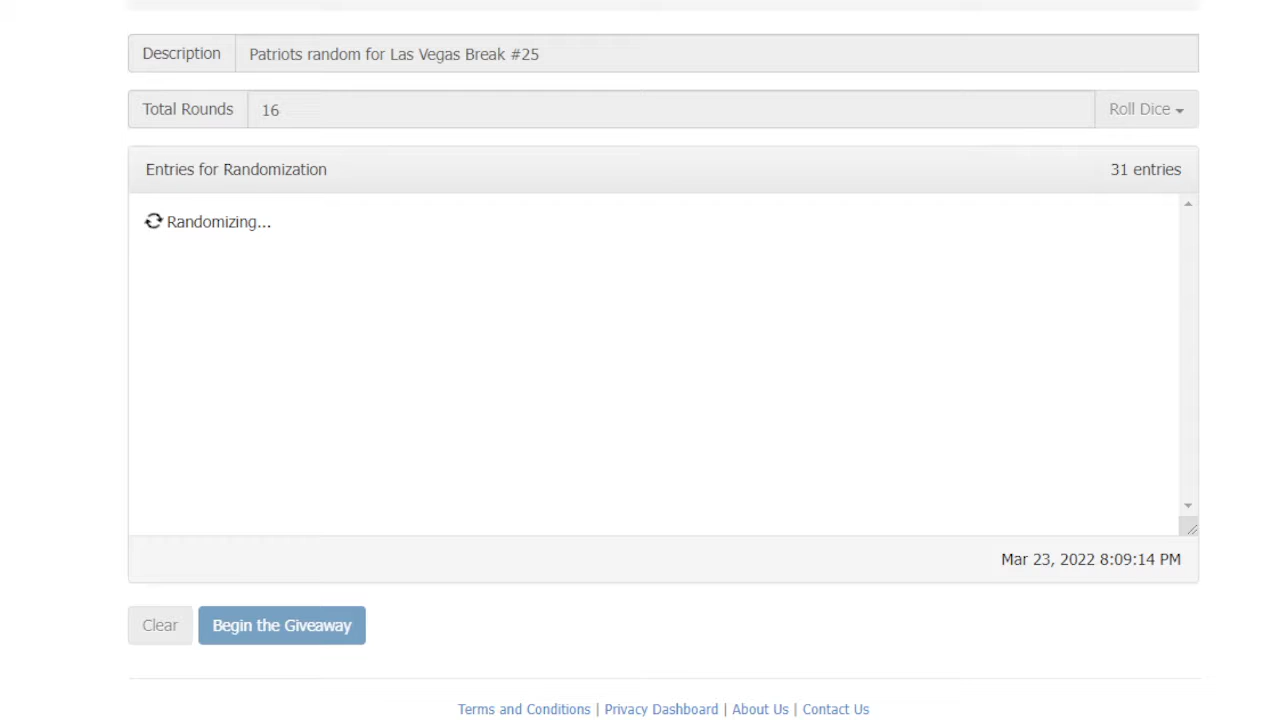 Description Patriots random for Las Vegas Break #25
Total Rounds 16 Roll Dice
Entries for Randomization 31 entries
Randomizing...
Mar 23, 2022 8:09:14 PM
Clear Begin the Giveaway
Terms and Conditions | Privacy Dashboard | About Us | Contact Us